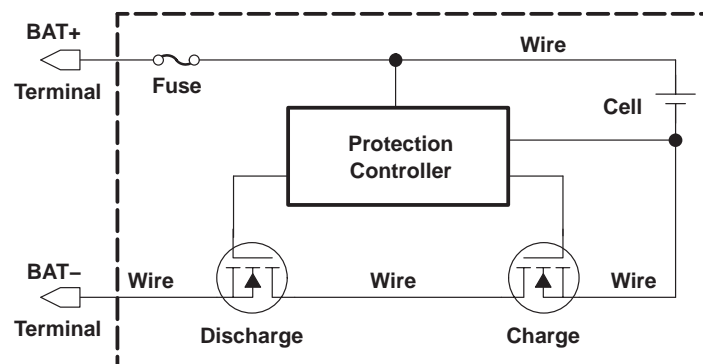 BAT+
Terminal
Fuse
Wire
Cell
Protection
Controller
BAT–
Terminal
Wire
Wire
Wire
Discharge
Charge